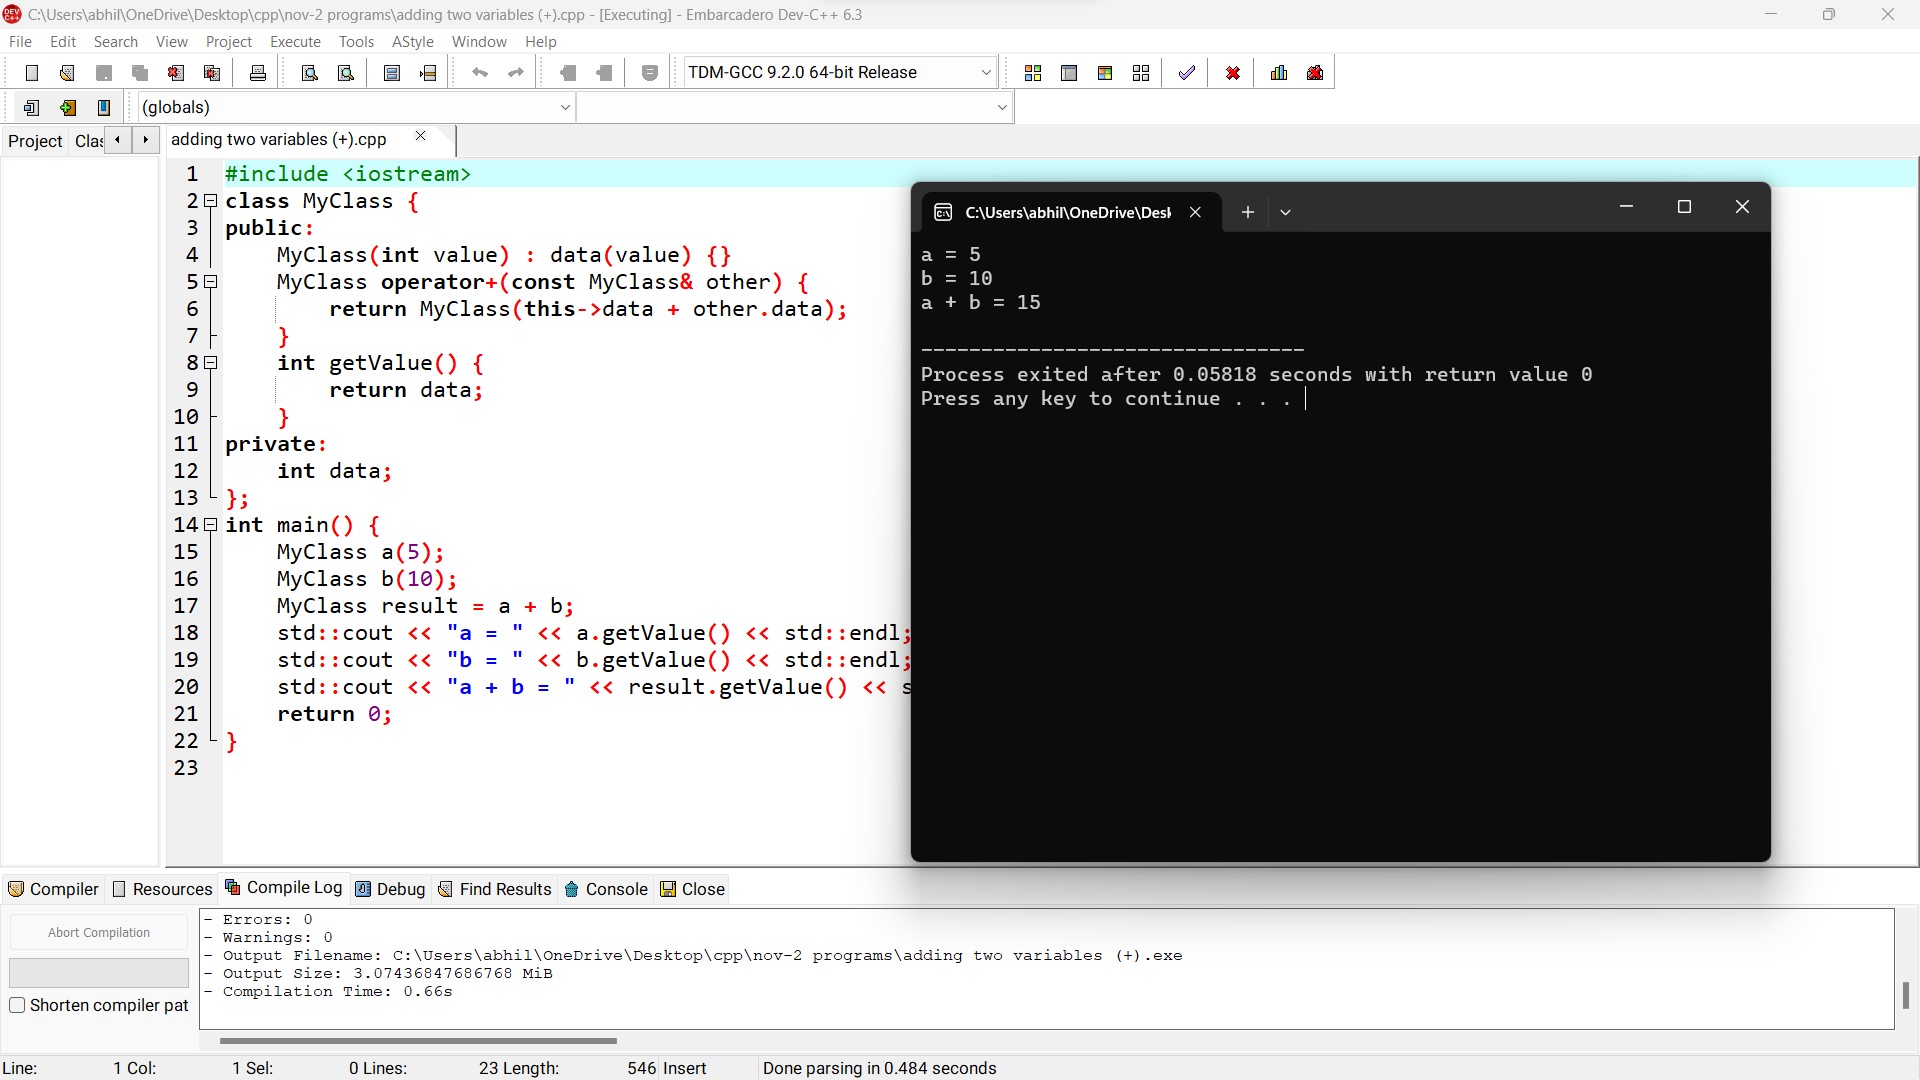 C:\Users\abhil\OneDrive\Desktop\cpp\nov-2 programs\adding two variables (+).cpp - [Executing] - Embarcadero Dev-C++ 6.3
File Edit Search View Project Execute Tools AStyle Window Help
TDM-GCC 9.2.0 64-bit Release
(globals)
Project Clas adding two variables (+).cpp
1 #include <iostream>
2 class MyClass {
3 public:
4 MyClass(int value) : data(value) {}
5 MyClass operator+(const MyClass& other) {
6 return MyClass(this->data + other.data);
7 }
8 int getValue() {
9 return data;
10 }
11 private:
12 int data;
13 };
14 int main() {
15 MyClass a(5);
16 MyClass b(10);
17 MyClass result = a + b;
18 std::cout << "a = " << a.getValue() << std::endl;
19 std::cout << "b = " << b.getValue() << std::endl;
20 std::cout << "a + b = " << result.getValue() << s
21 return 0;
22 }
23
C:\Users\abhil\OneDrive\Desk
a = 5
b = 10
a + b = 15
--------------------------------
Process exited after 0.05818 seconds with return value 0
Press any key to continue . . .
Compiler Resources Compile Log Debug Find Results Console Close
Abort Compilation
Shorten compiler pat
- Errors: 0
- Warnings: 0
- Output Filename: C:\Users\abhil\OneDrive\Desktop\cpp\nov-2 programs\adding two variables (+).exe
- Output Size: 3.07436847686768 MiB
- Compilation Time: 0.66s
Line: 1 Col: 1 Sel: 0 Lines: 23 Length: 546 Insert Done parsing in 0.484 seconds